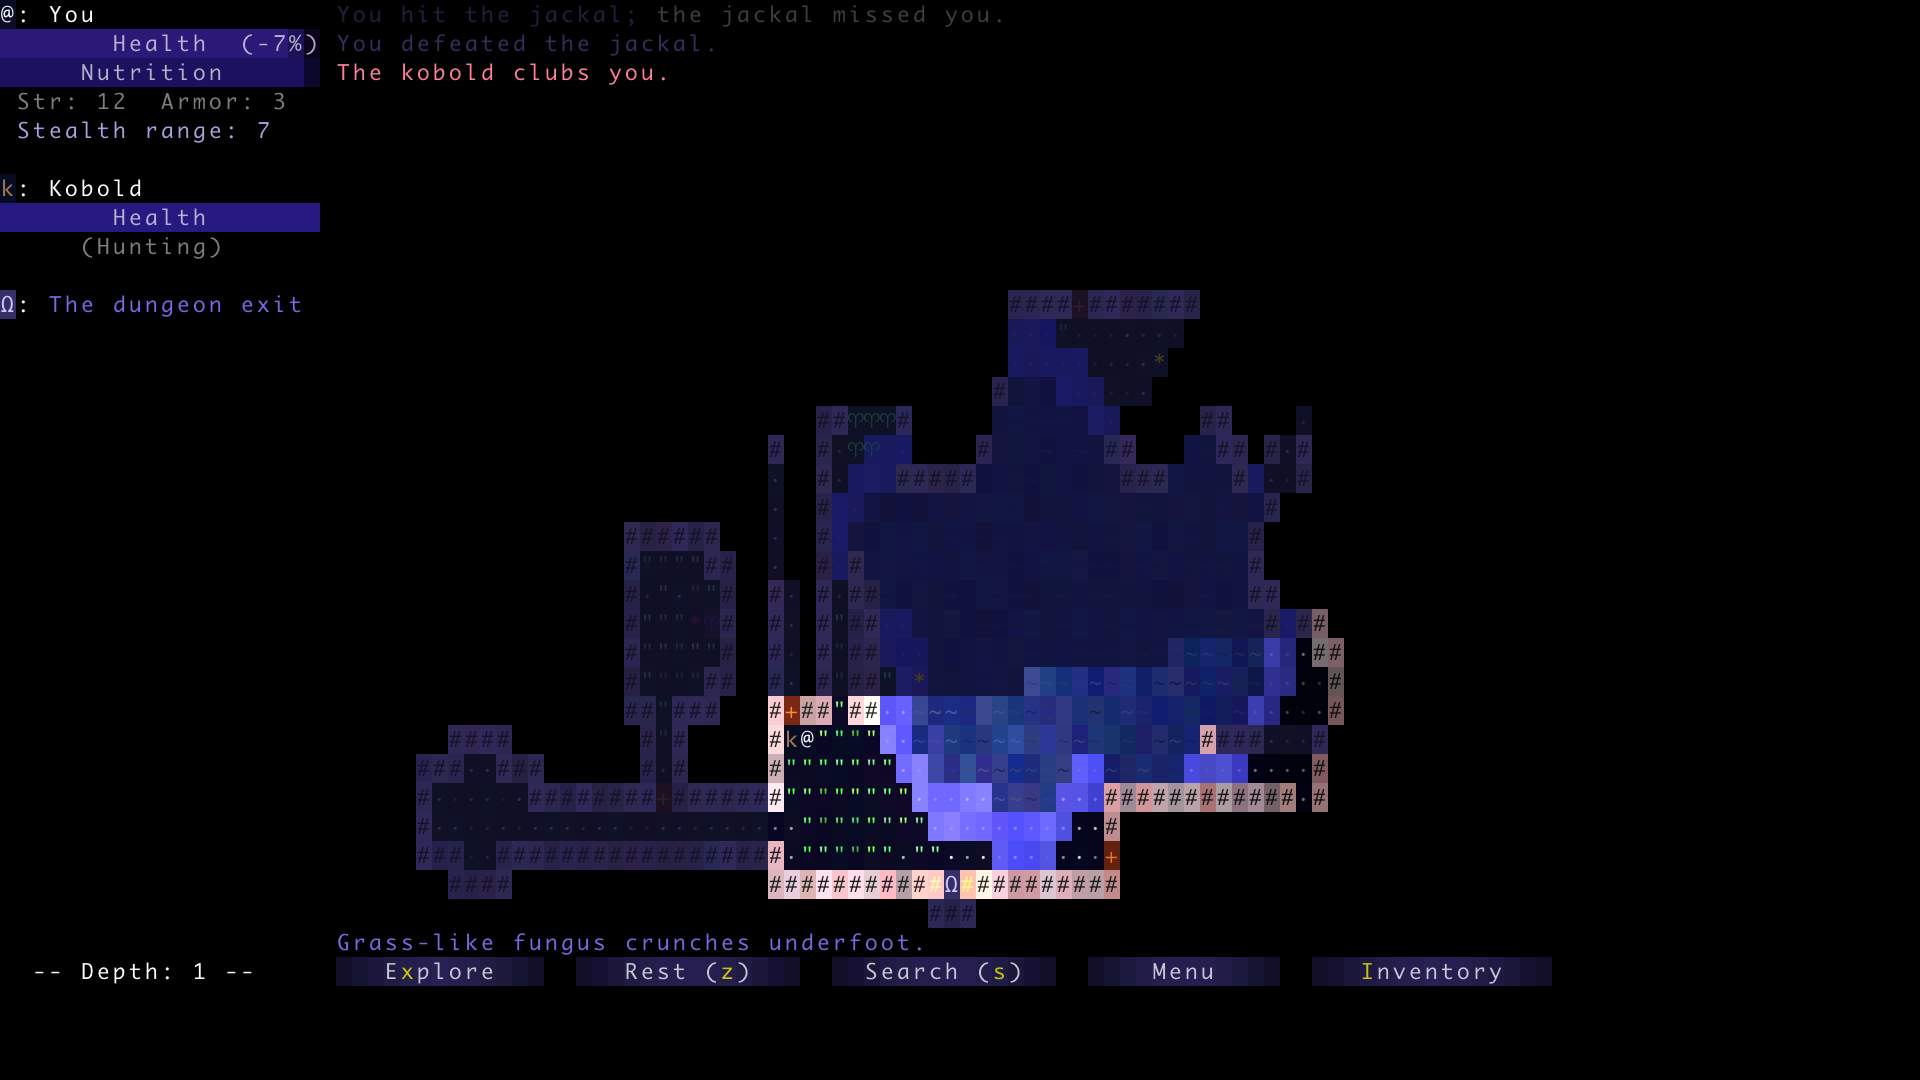 @: You
You hit the jackal; the jackal missed you.
Health (-7%)
You defeated the jackal.
Nutrition
The kobold clubs you.
Str: 12 Armor: 3
Stealth range: 7
k: Kobold
Health
(Hunting)
Ω: The dungeon exit
Grass-like fungus crunches underfoot.
-- Depth: 1 --
Explore
Rest (z)
Search (s)
Menu
Inventory